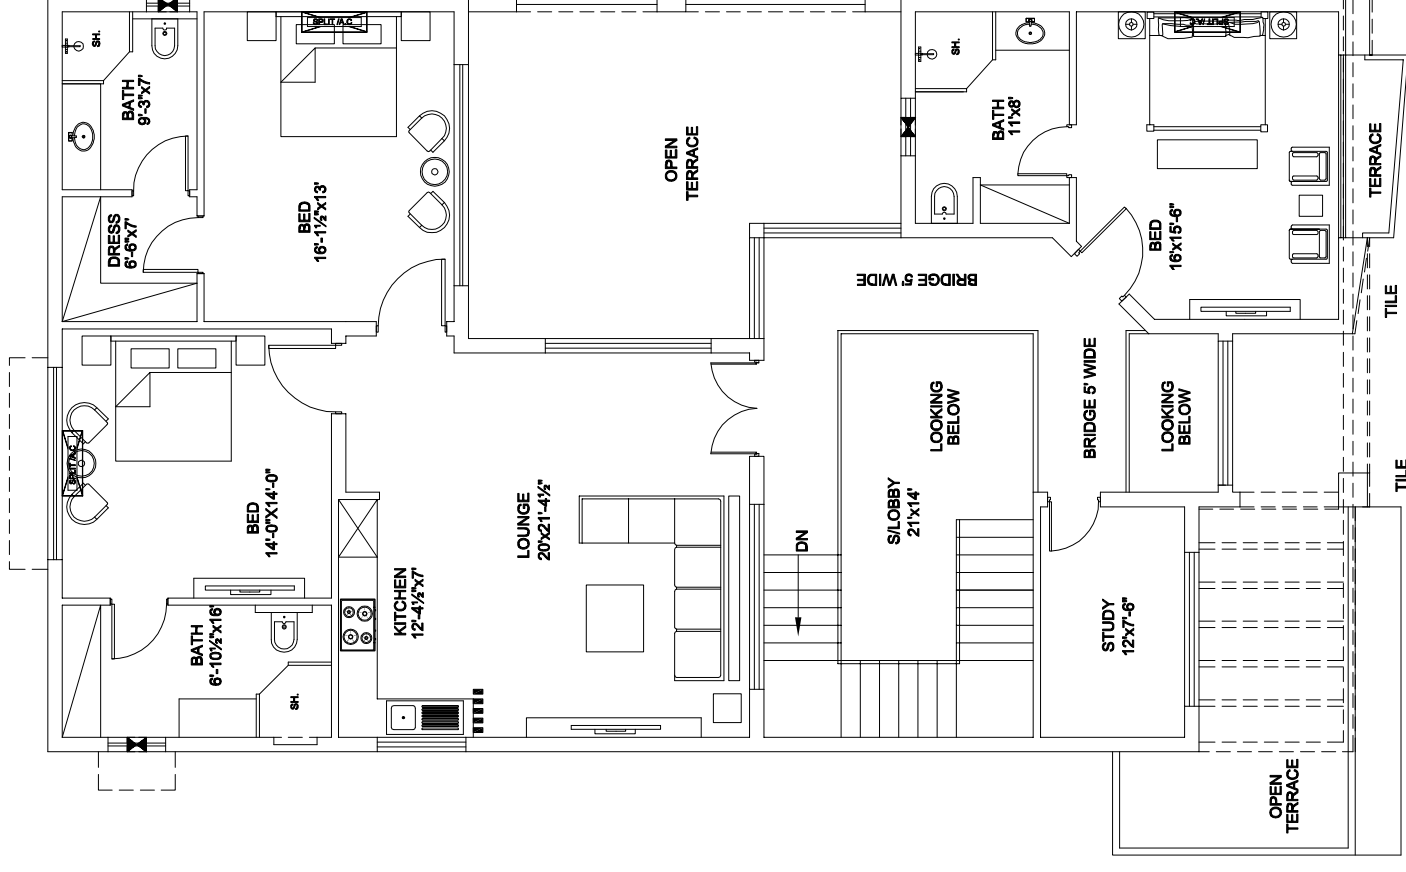 SPLIT /A.C
SPLIT /A.C
SH.
BATH
9'-3"x7'
BED
16'-1½"x13'
DRESS
6'-6"x7'
OPEN
TERRACE
SH.
BATH
11'x8'
BED
16'x15'-6"
TERRACE
TILE
BRIDGE 5' WIDE
BRIDGE 5' WIDE
LOOKING
BELOW
LOOKING
BELOW
TILE
SPLIT /A.C
BED
14'-0"X14'-0"
LOUNGE
20'x21'-4½"
S/LOBBY
21'x14'
DN
KITCHEN
12'-4½"x7'
BATH
6'-10½"x16'
SH.
STUDY
12'x7'-6"
OPEN
TERRACE